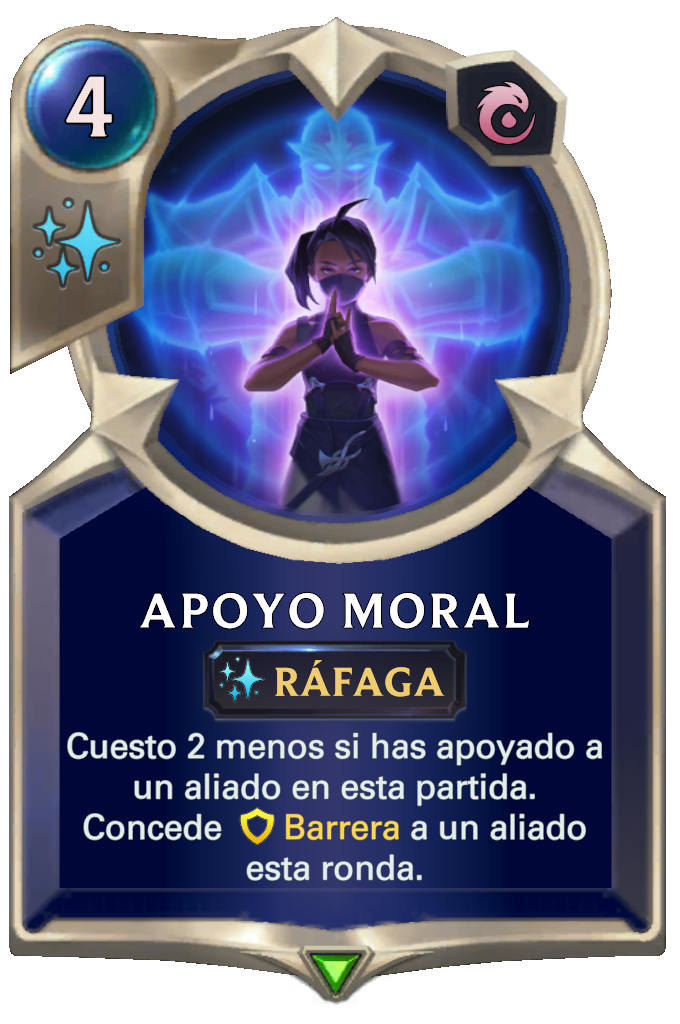 4
APOYO MORAL
RÁFAGA
Cuesto 2 menos si has apoyado a
un aliado en esta partida.
Concede Barrera a un aliado
esta ronda.